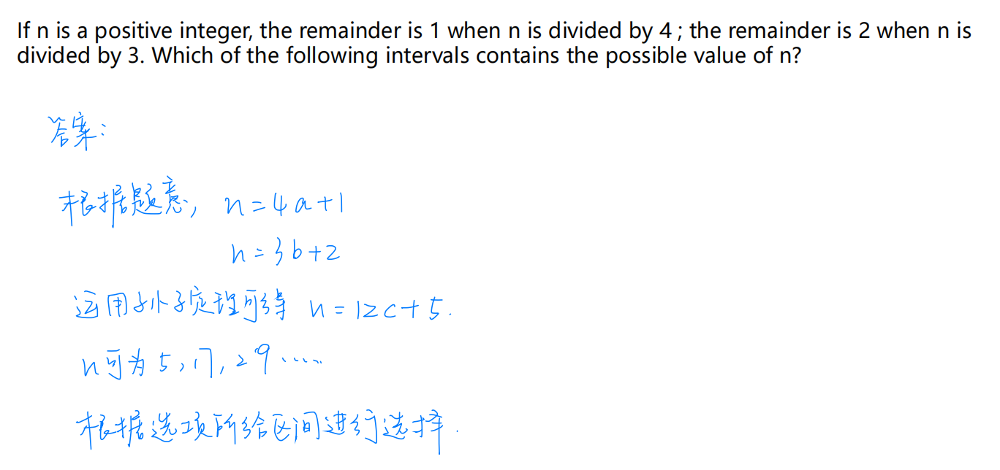 If n is a positive integer, the remainder is 1 when n is divided by 4 ; the remainder is 2 when n is
divided by 3. Which of the following intervals contains the possible value of n?
答案:
根据题意, n=4a+1
n=3b+2
运用孙子定理可得 n=12c+5.
n可为 5, 17, 29 ......
根据选项所给区间进行选择.